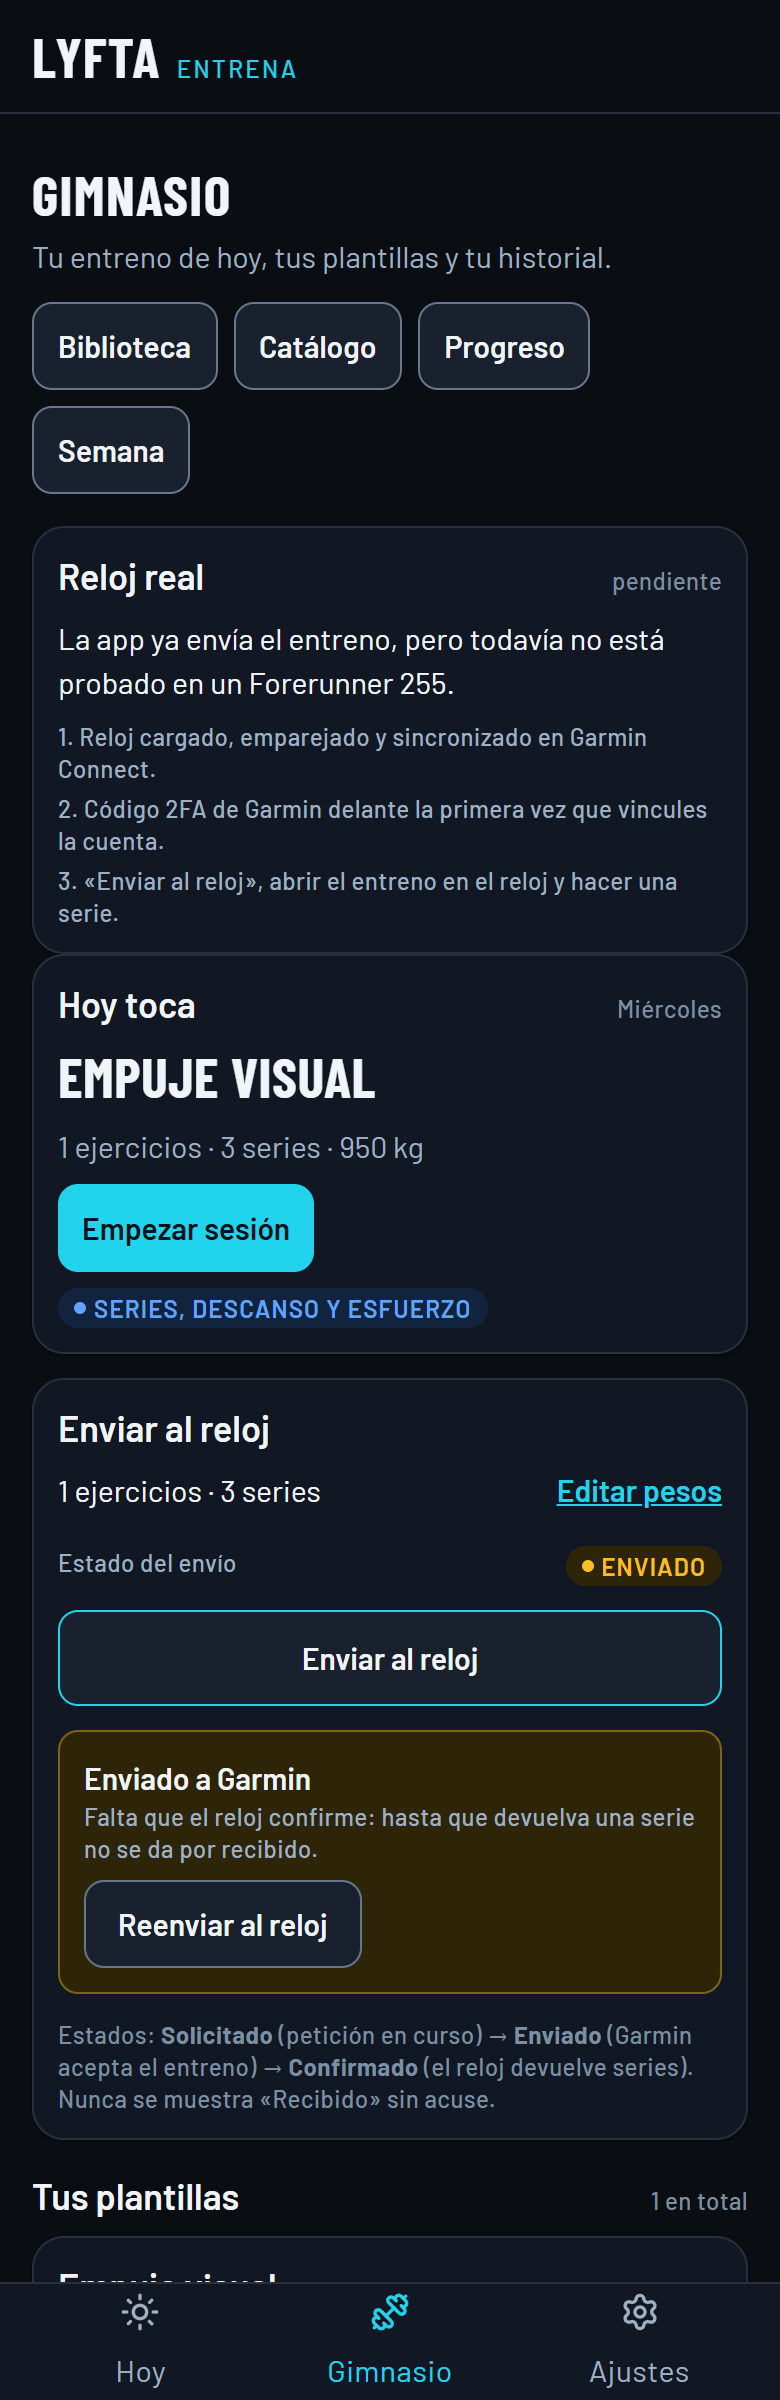 LYFTA ENTRENA
GIMNASIO
Tu entreno de hoy, tus plantillas y tu historial.
Biblioteca
Catálogo
Progreso
Semana
Reloj real
pendiente
La app ya envía el entreno, pero todavía no está
probado en un Forerunner 255.
1. Reloj cargado, emparejado y sincronizado en Garmin
Connect.
2. Código 2FA de Garmin delante la primera vez que vincules
la cuenta.
3. «Enviar al reloj», abrir el entreno en el reloj y hacer una
serie.
Hoy toca
Miércoles
EMPUJE VISUAL
1 ejercicios · 3 series · 950 kg
Empezar sesión
SERIES, DESCANSO Y ESFUERZO
Enviar al reloj
1 ejercicios · 3 series
Editar pesos
Estado del envío
ENVIADO
Enviar al reloj
Enviado a Garmin
Falta que el reloj confirme: hasta que devuelva una serie
no se da por recibido.
Reenviar al reloj
Estados: Solicitado (petición en curso) → Enviado (Garmin
acepta el entreno) → Confirmado (el reloj devuelve series).
Nunca se muestra «Recibido» sin acuse.
Tus plantillas
1 en total
Empuje visual
Hoy
Gimnasio
Ajustes